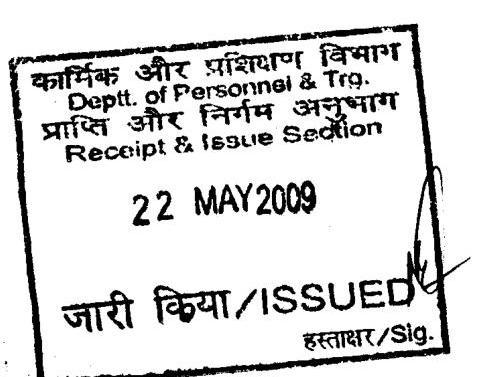 कार्मिक और प्रशिक्षण विभाग
Deptt. of Personnel & Trg.
प्राप्ति और निर्गम अनुभाग
Receipt & Issue Section
22 MAY 2009
जारी किया/ISSUED
हस्ताक्षर/Sig.